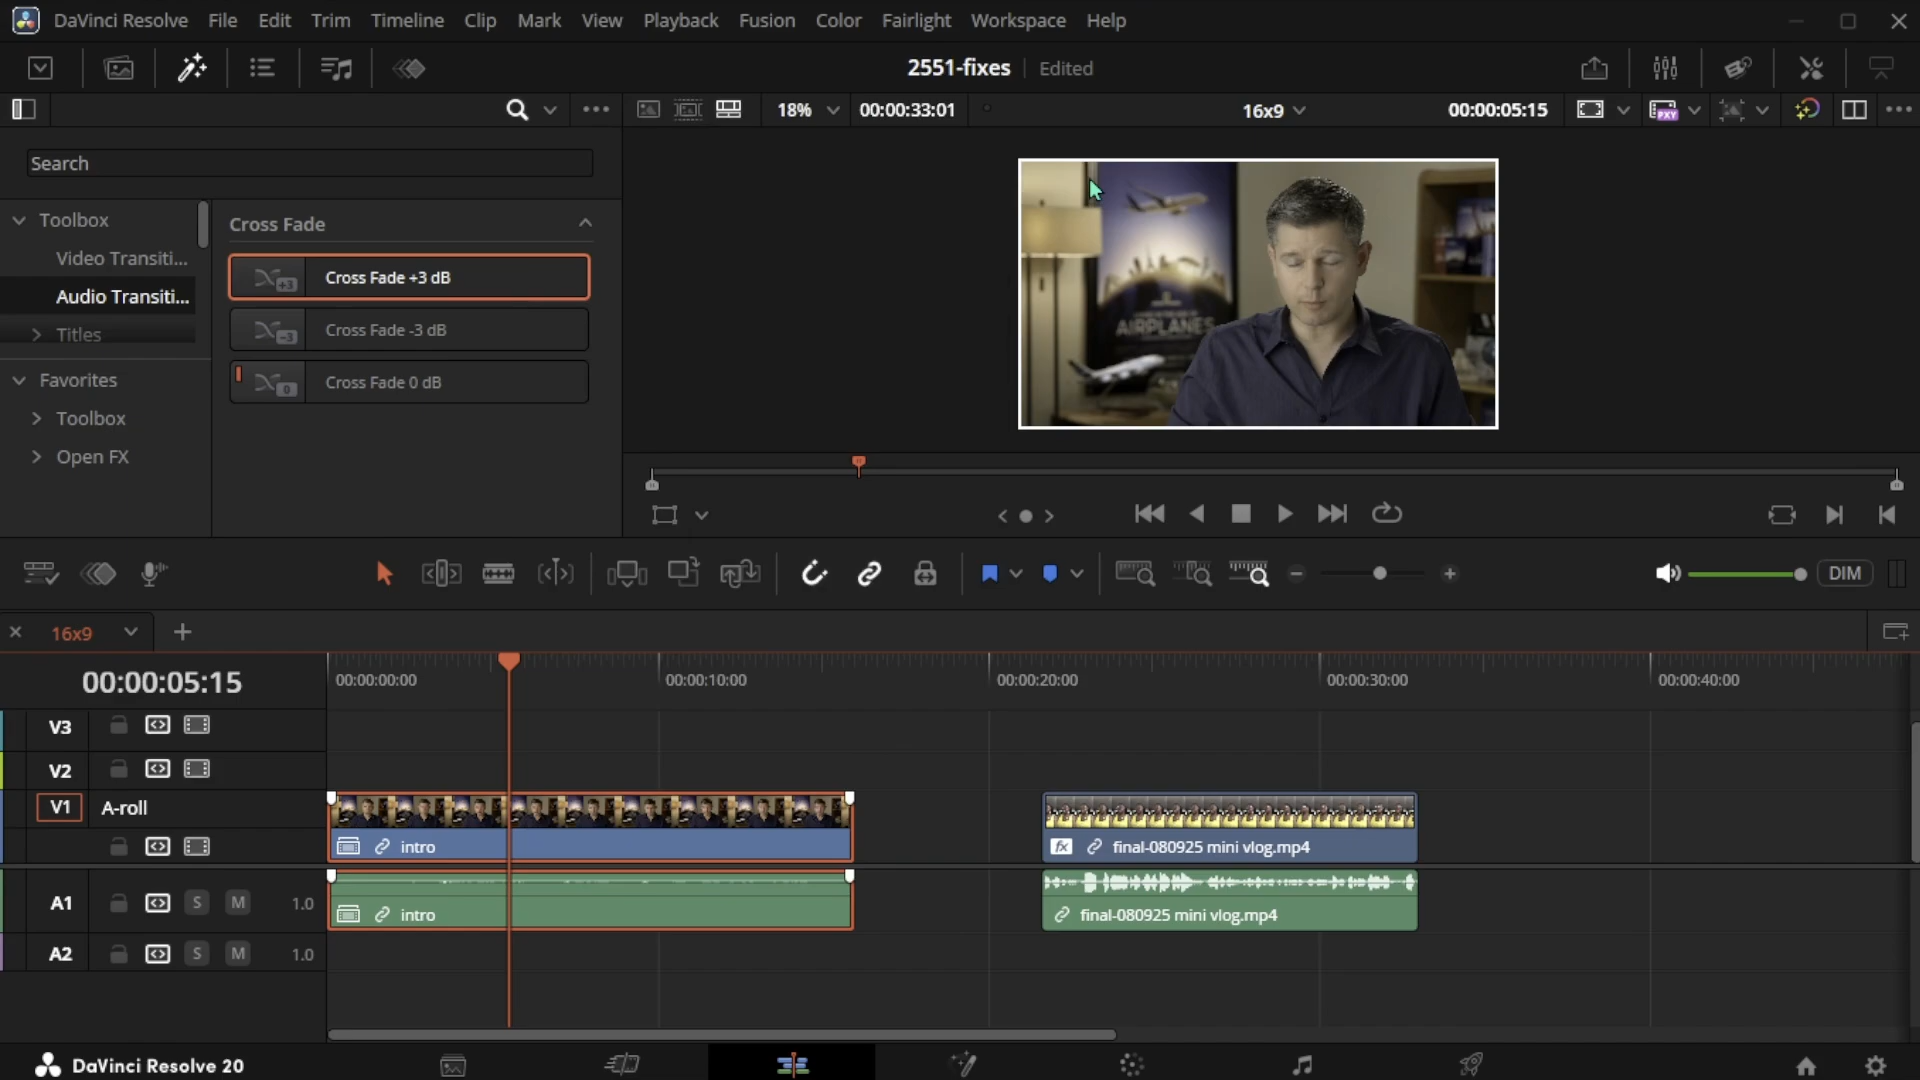 DaVinci Resolve File Edit Trim Timeline Clip Mark View Playback Fusion Color Fairlight Workspace Help
2551-fixes Edited
18% 00:00:33:01 16x9 00:00:05:15 PXY
Search
Toolbox
Video Transiti...
Audio Transiti...
Titles
Favorites
Toolbox
Open FX
Cross Fade
+3 Cross Fade +3 dB
-3 Cross Fade -3 dB
0 Cross Fade 0 dB
AIRPLANES
DIM
16x9
00:00:05:15 00:00:00:00 00:00:10:00 00:00:20:00 00:00:30:00 00:00:40:00
V3
V2
V1 A-roll
intro
fx final-080925 mini vlog.mp4
A1 S M 1.0
intro
final-080925 mini vlog.mp4
A2 S M 1.0
DaVinci Resolve 20